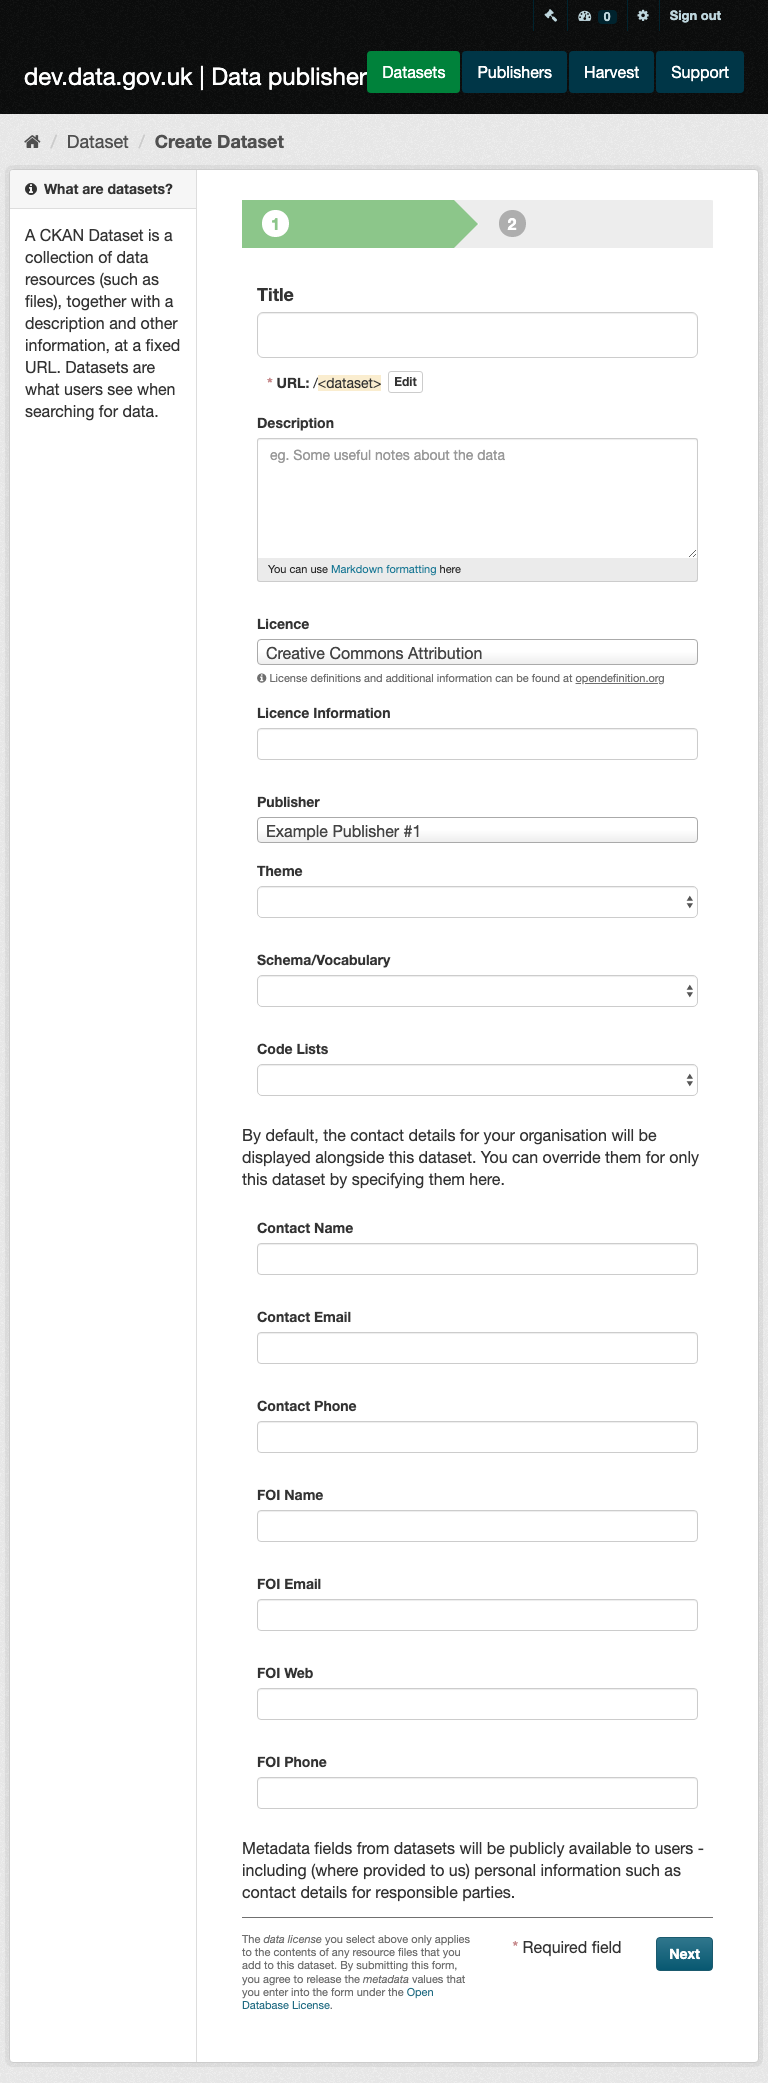 0
Sign out
dev.data.gov.uk | Data publisher
Datasets
Publishers
Harvest
Support
/ Dataset / Create Dataset
What are datasets?
A CKAN Dataset is a
collection of data
resources (such as
files), together with a
description and other
information, at a fixed
URL. Datasets are
what users see when
searching for data.
1
2
Title
* URL: /<dataset> Edit
Description
eg. Some useful notes about the data
You can use Markdown formatting here
Licence
Creative Commons Attribution
License definitions and additional information can be found at opendefinition.org
Licence Information
Publisher
Example Publisher #1
Theme
Schema/Vocabulary
Code Lists
By default, the contact details for your organisation will be
displayed alongside this dataset. You can override them for only
this dataset by specifying them here.
Contact Name
Contact Email
Contact Phone
FOI Name
FOI Email
FOI Web
FOI Phone
Metadata fields from datasets will be publicly available to users -
including (where provided to us) personal information such as
contact details for responsible parties.
The data license you select above only applies
to the contents of any resource files that you
add to this dataset. By submitting this form,
you agree to release the metadata values that
you enter into the form under the Open
Database License.
* Required field
Next